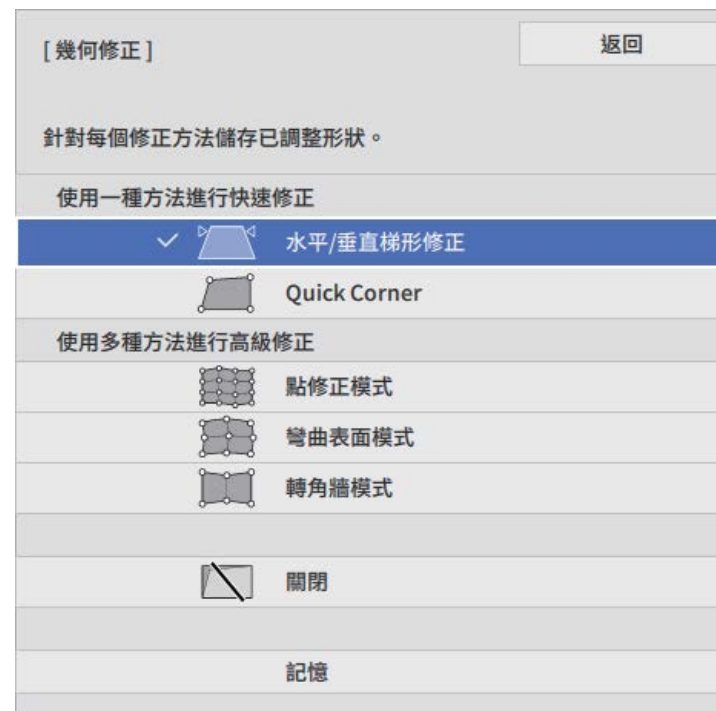 [ 幾何修正 ]
返回
針對每個修正方法儲存已調整形狀。
使用一種方法進行快速修正
水平/垂直梯形修正
Quick Corner
使用多種方法進行高級修正
點修正模式
彎曲表面模式
轉角牆模式
關閉
記憶